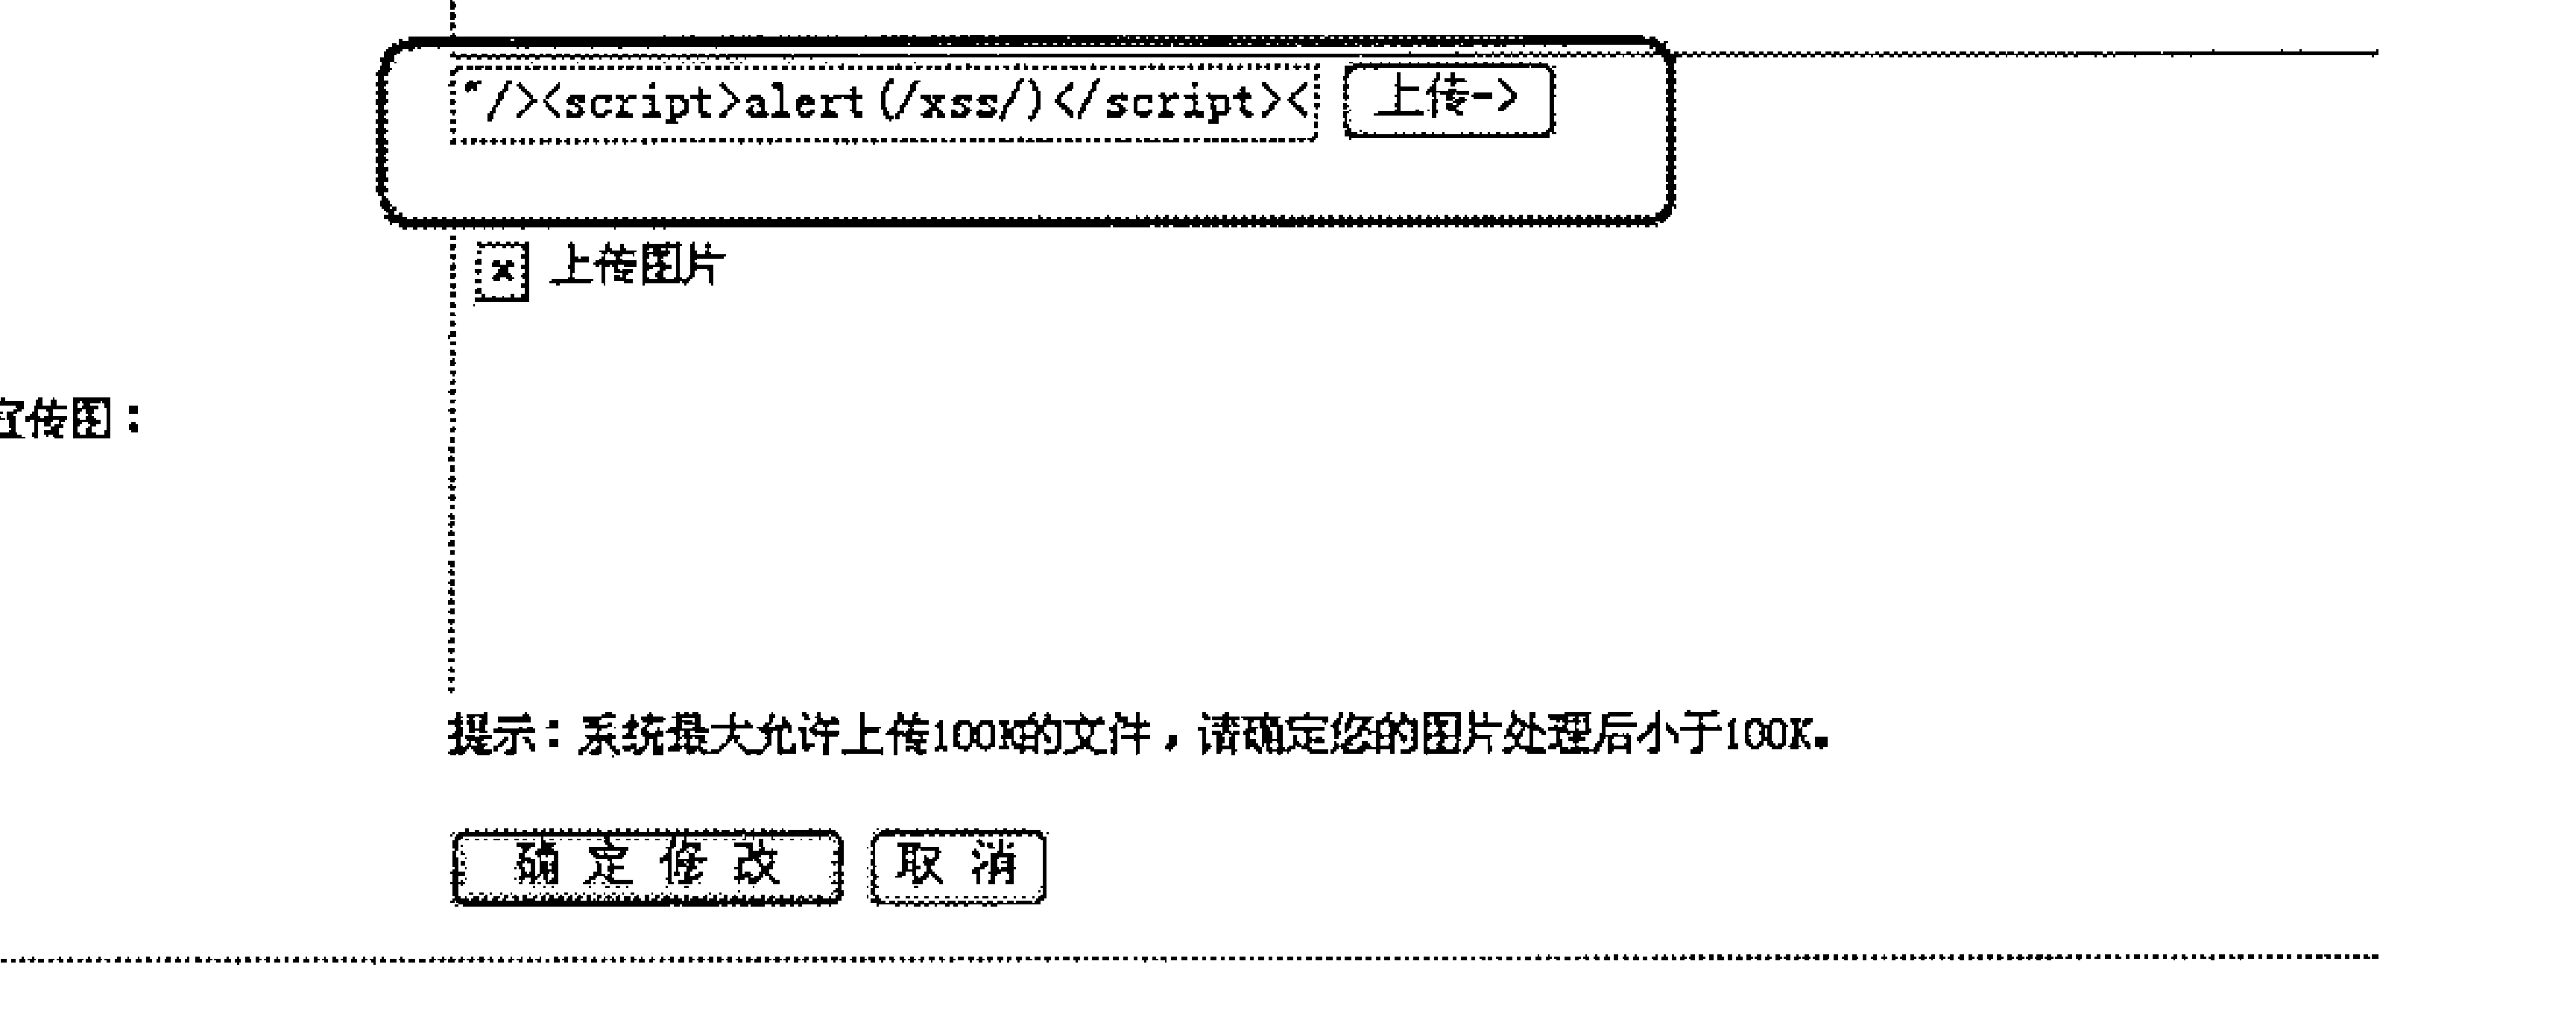 "/><script>alert(/xss/)</script><
上传->
x 上传图片
宣传图：
提示：系统最大允许上传100K的文件，请确定您的图片处理后小于100K。
确 定 修 改
取 消